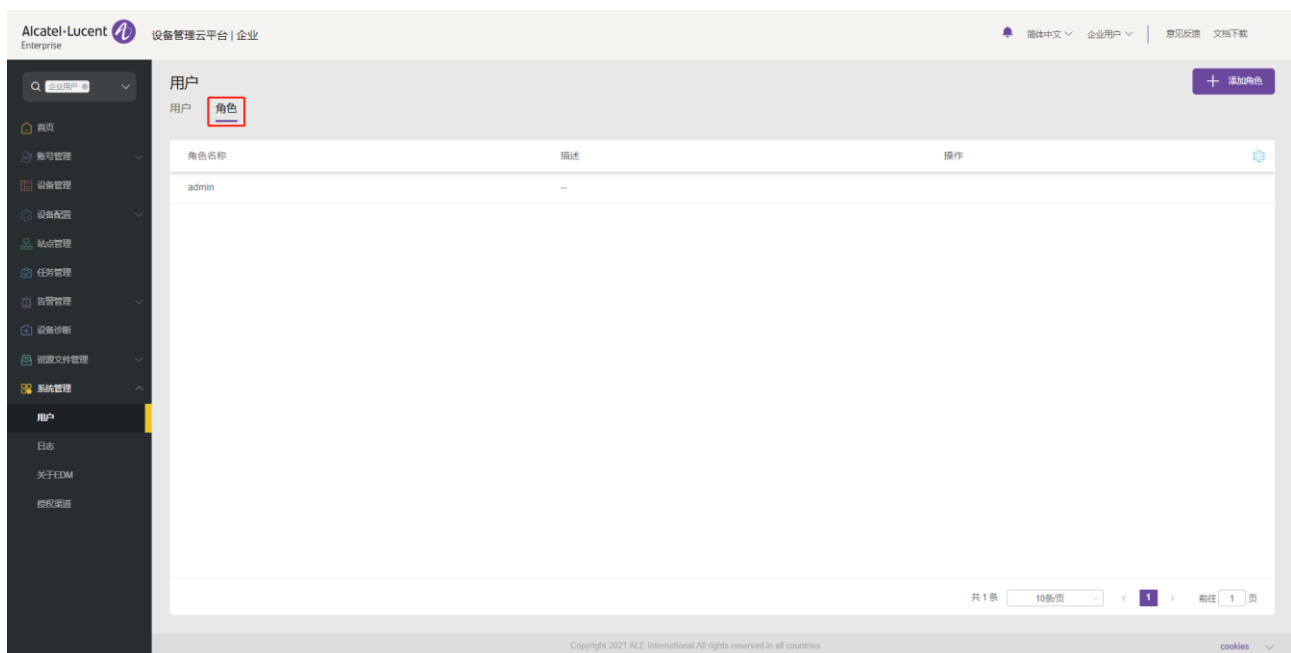 Alcatel·Lucent
Enterprise
设备管理云平台 | 企业
简体中文 企业用户 意见反馈 文档下载
企业用户
首页
账号管理
设备管理
设备配置
站点管理
任务管理
告警管理
设备诊断
资源文件管理
系统管理
用户
日志
关于EDM
授权渠道
用户
添加角色
用户 角色
角色名称 描述 操作
admin --
共 1 条 10条/页 < 1 > 前往 1 页
Copyright 2021 ALE International.All rights reserved in all countries
cookies